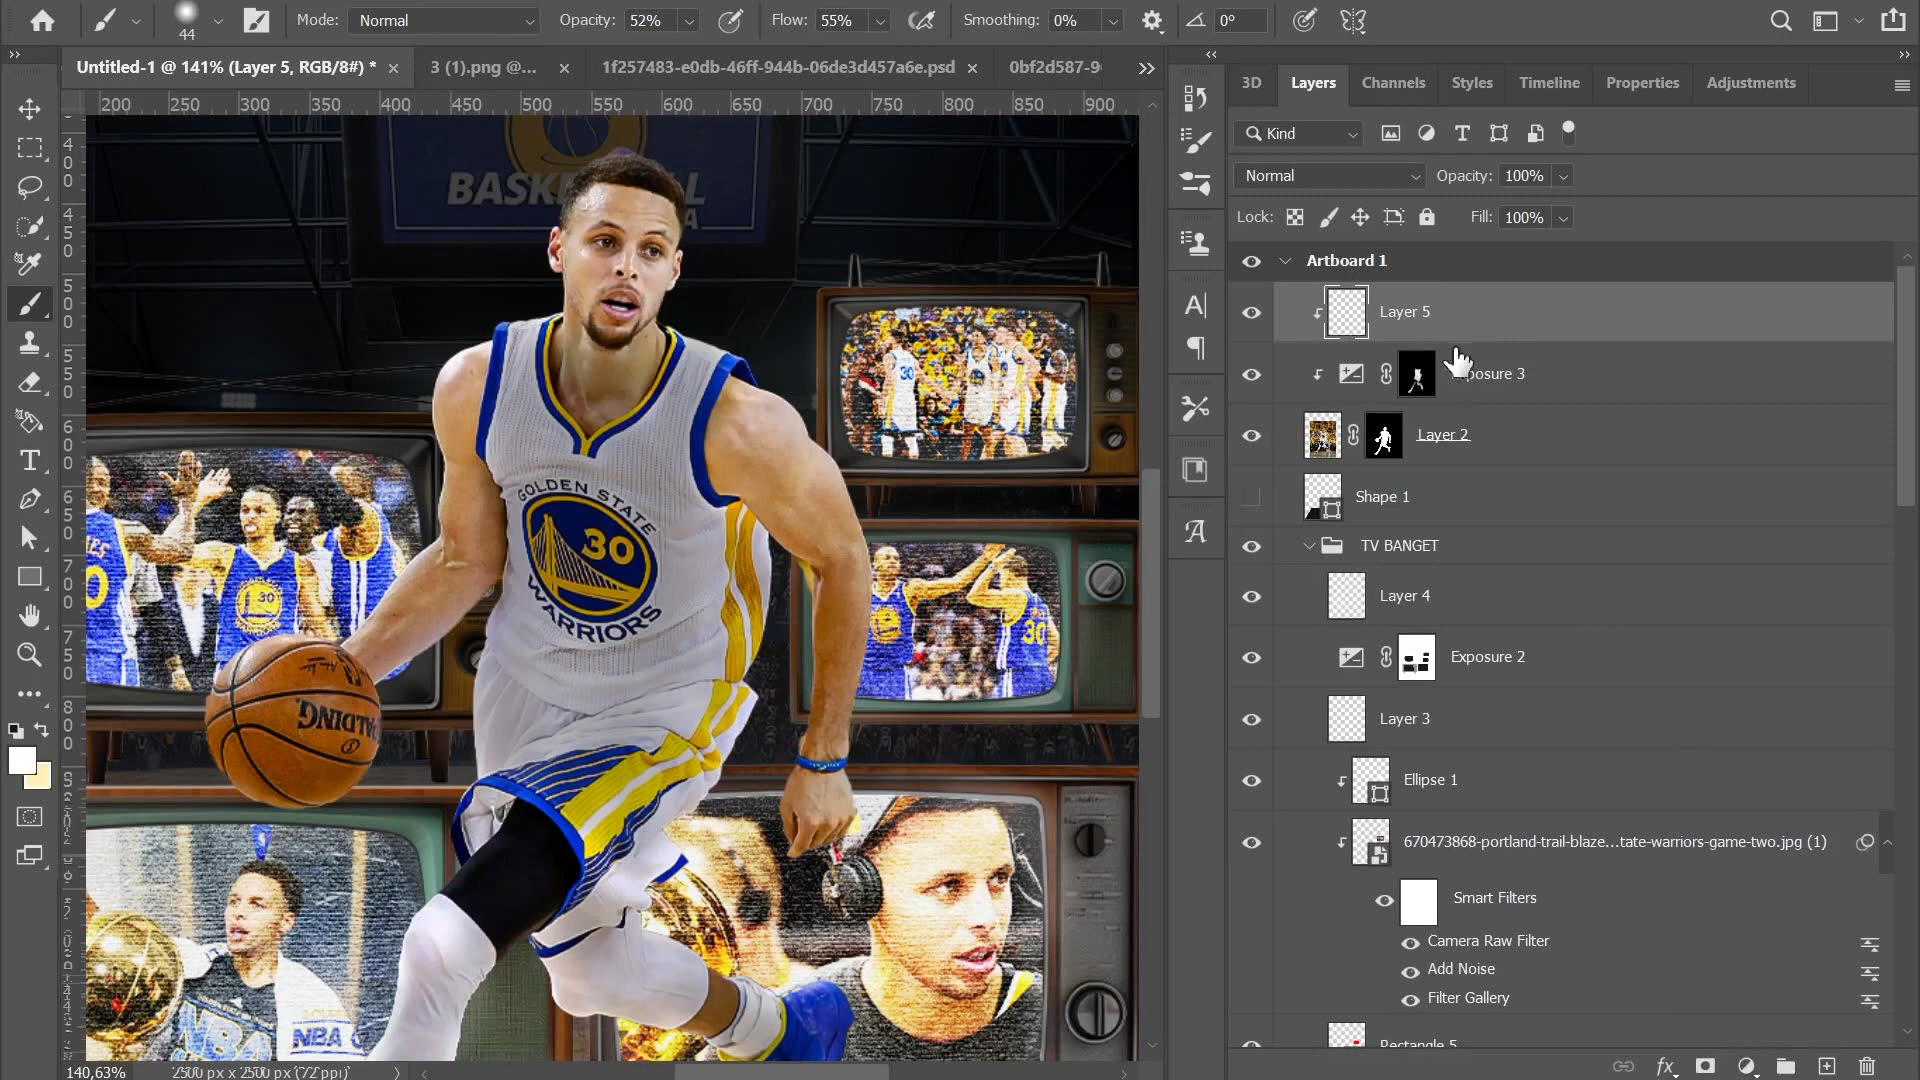 44
Mode: Normal
Opacity: 52%
Flow: 55%
Smoothing: 0%
0°
Untitled-1 @ 141% (Layer 5, RGB/8#) * ×
3 (1).png @... ×
1f257483-e0db-46ff-944b-06de3d457a6e.psd ×
200 250 300 350 400 450 500 550 600 650 700 750 800 850 900
3D Layers Channels Styles Timeline Properties Adjustments
Kind
Normal Opacity: 100%
Lock: Fill: 100%
Artboard 1
Layer 5
Exposure 3
Layer 2
Shape 1
TV BANGET
Layer 4
Exposure 2
Layer 3
Ellipse 1
670473868-portland-trail-blaze...tate-warriors-game-two.jpg (1)
Smart Filters
Camera Raw Filter
Add Noise
Filter Gallery
Rectangle 5
GOLDEN STATE
30
WARRIORS
SPALDING
30
30
30
NBA
140,63% 2500 px x 2500 px (72 ppi)